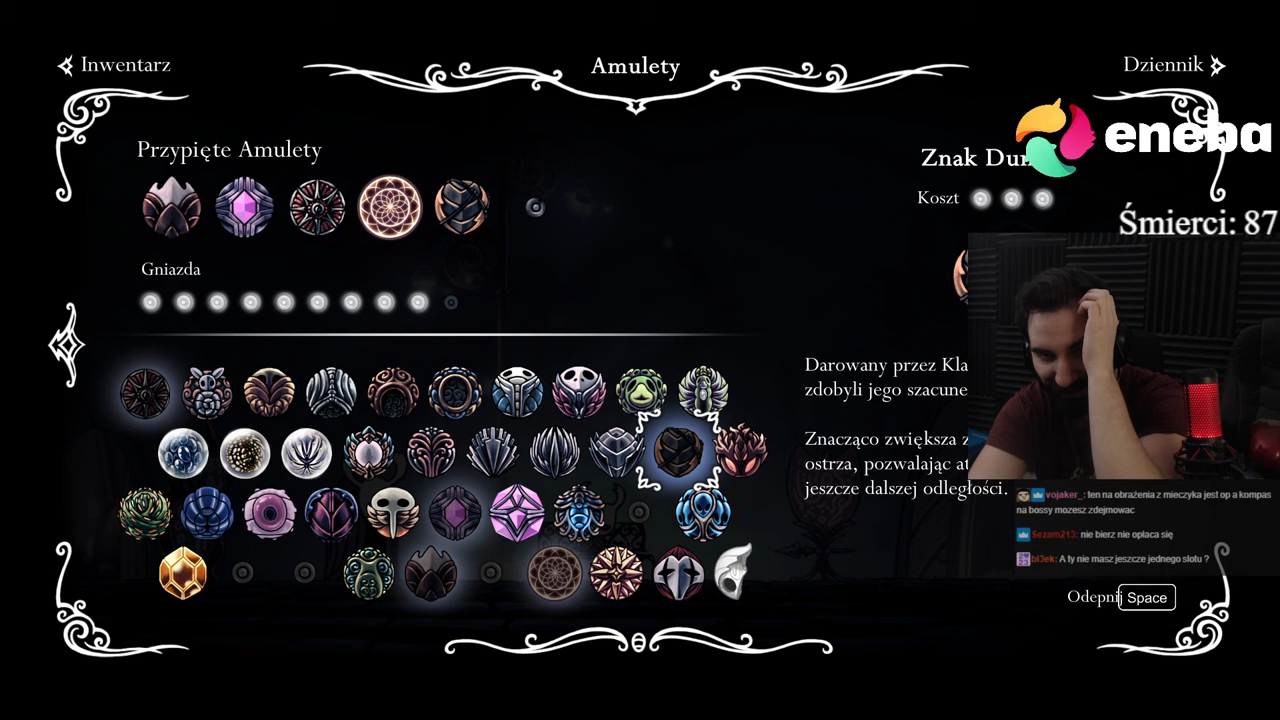 Inwentarz
Amulety
Dziennik
eneba
Przypięte Amulety
Znak Dum
Koszt
Śmierci: 87
Gniazda
Darowany przez Kla
zdobyli jego szacune
Znacząco zwiększa z
ostrza, pozwalając at
jeszcze dalszej odległości.
vojaker_: ten na obrażenia z mieczyka jest op a kompas
na bossy mozesz zdejmowac
Sezam213: nie bierz nie opłaca się
bIJek: A ty nie masz jeszcze jednego slotu ?
Odepnij Space